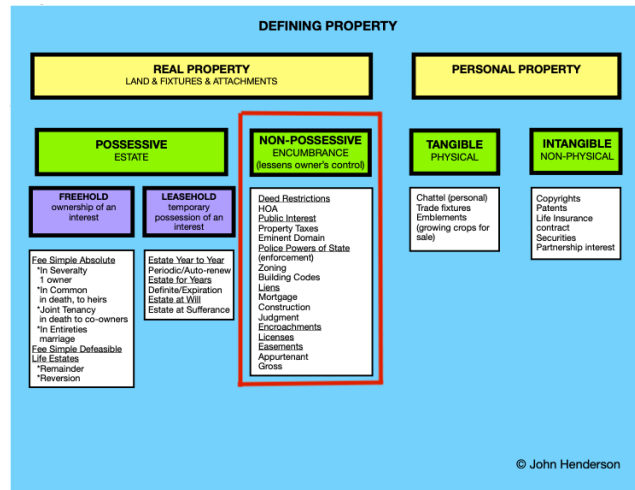 DEFINING PROPERTY
REAL PROPERTY
LAND & FIXTURES & ATTACHMENTS
PERSONAL PROPERTY
POSSESSIVE
ESTATE
NON-POSSESSIVE
ENCUMBRANCE
(lessens owner's control)
TANGIBLE
PHYSICAL
INTANGIBLE
NON-PHYSICAL
FREEHOLD
ownership of an
interest
LEASEHOLD
temporary
possession of an
interest
Fee Simple Absolute
*In Severalty
1 owner
*In Common
in death, to heirs
*Joint Tenancy
in death to co-owners
*In Entireties
marriage
Fee Simple Defeasible
Life Estates
*Remainder
*Reversion
Estate Year to Year
Periodic/Auto-renew
Estate for Years
Definite/Expiration
Estate at Will
Estate at Sufferance
Deed Restrictions
HOA
Public Interest
Property Taxes
Eminent Domain
Police Powers of State
(enforcement)
Zoning
Building Codes
Liens
Mortgage
Construction
Judgment
Encroachments
Licenses
Easements
Appurtenant
Gross
Chattel (personal)
Trade fixtures
Emblements
(growing crops for
sale)
Copyrights
Patents
Life Insurance
contract
Securities
Partnership interest
© John Henderson